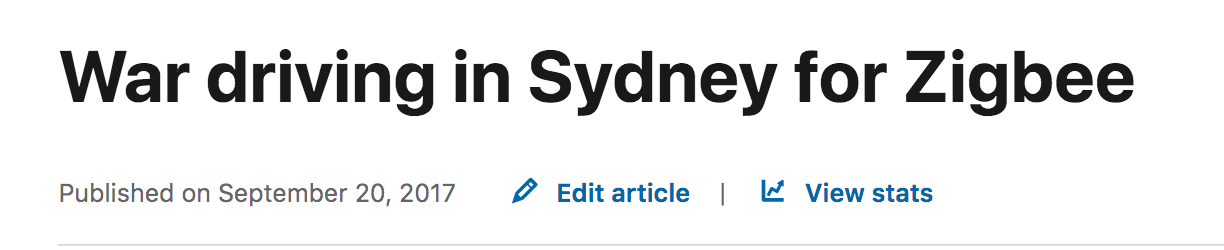 War driving in Sydney for Zigbee
Published on September 20, 2017 Edit article | View stats